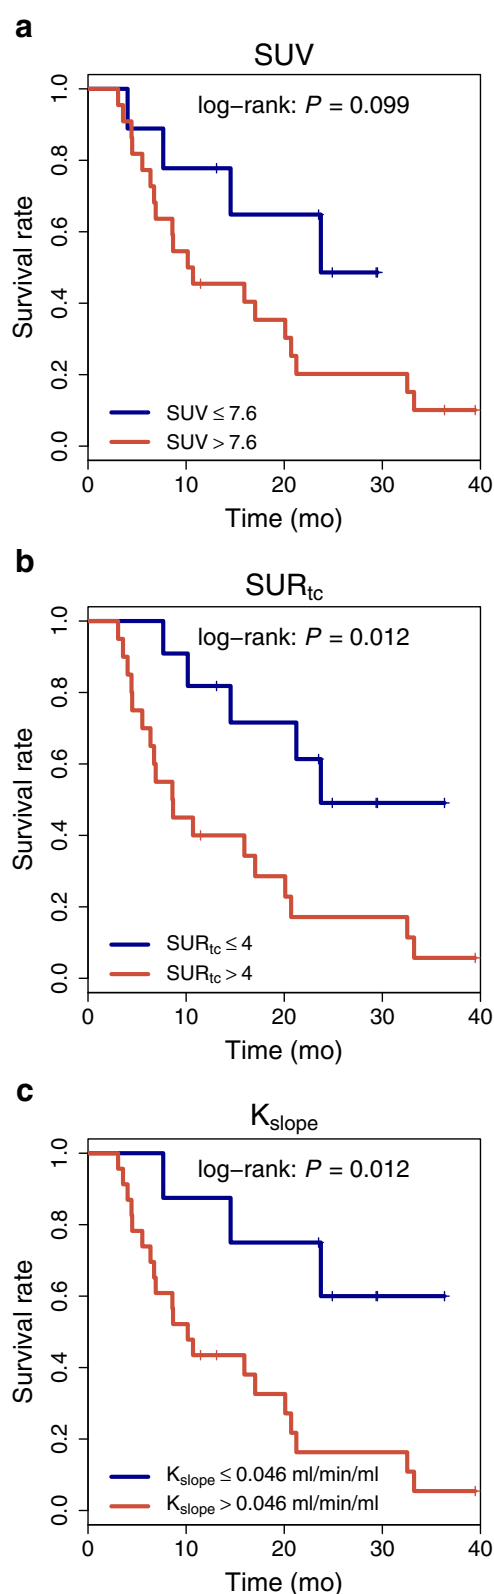 a
SUV
log−rank: P = 0.099
Survival rate
1.0
0.8
0.6
0.4
0.2
0.0
SUV ≤ 7.6
SUV > 7.6
0 10 20 30 40
Time (mo)
b
SURtc
log−rank: P = 0.012
Survival rate
1.0
0.8
0.6
0.4
0.2
0.0
SURtc ≤ 4
SURtc > 4
0 10 20 30 40
Time (mo)
c
Kslope
log−rank: P = 0.012
Survival rate
1.0
0.8
0.6
0.4
0.2
0.0
Kslope ≤ 0.046 ml/min/ml
Kslope > 0.046 ml/min/ml
0 10 20 30 40
Time (mo)